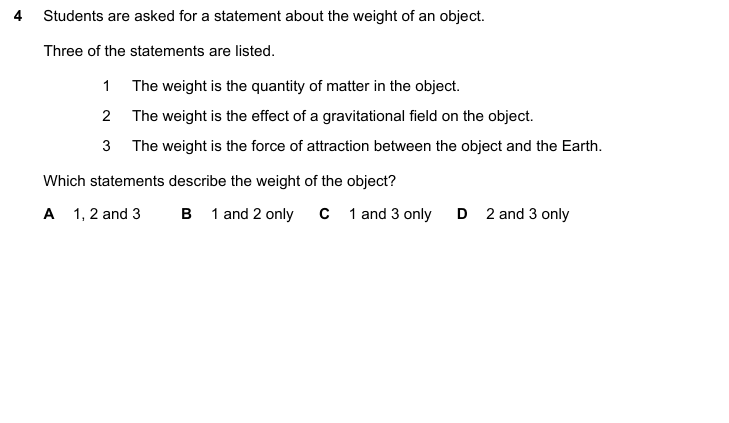 4 Students are asked for a statement about the weight of an object.
Three of the statements are listed.
1 The weight is the quantity of matter in the object.
2 The weight is the effect of a gravitational field on the object.
3 The weight is the force of attraction between the object and the Earth.
Which statements describe the weight of the object?
A 1, 2 and 3 B 1 and 2 only C 1 and 3 only D 2 and 3 only